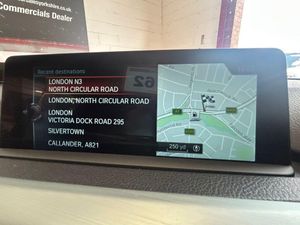 Commercials Dealer
Recent destinations
LONDON N3
NORTH CIRCULAR ROAD
LONDON, NORTH CIRCULAR ROAD
LONDON
VICTORIA DOCK ROAD 295
SILVERTOWN
CALLANDER, A821
250 yd